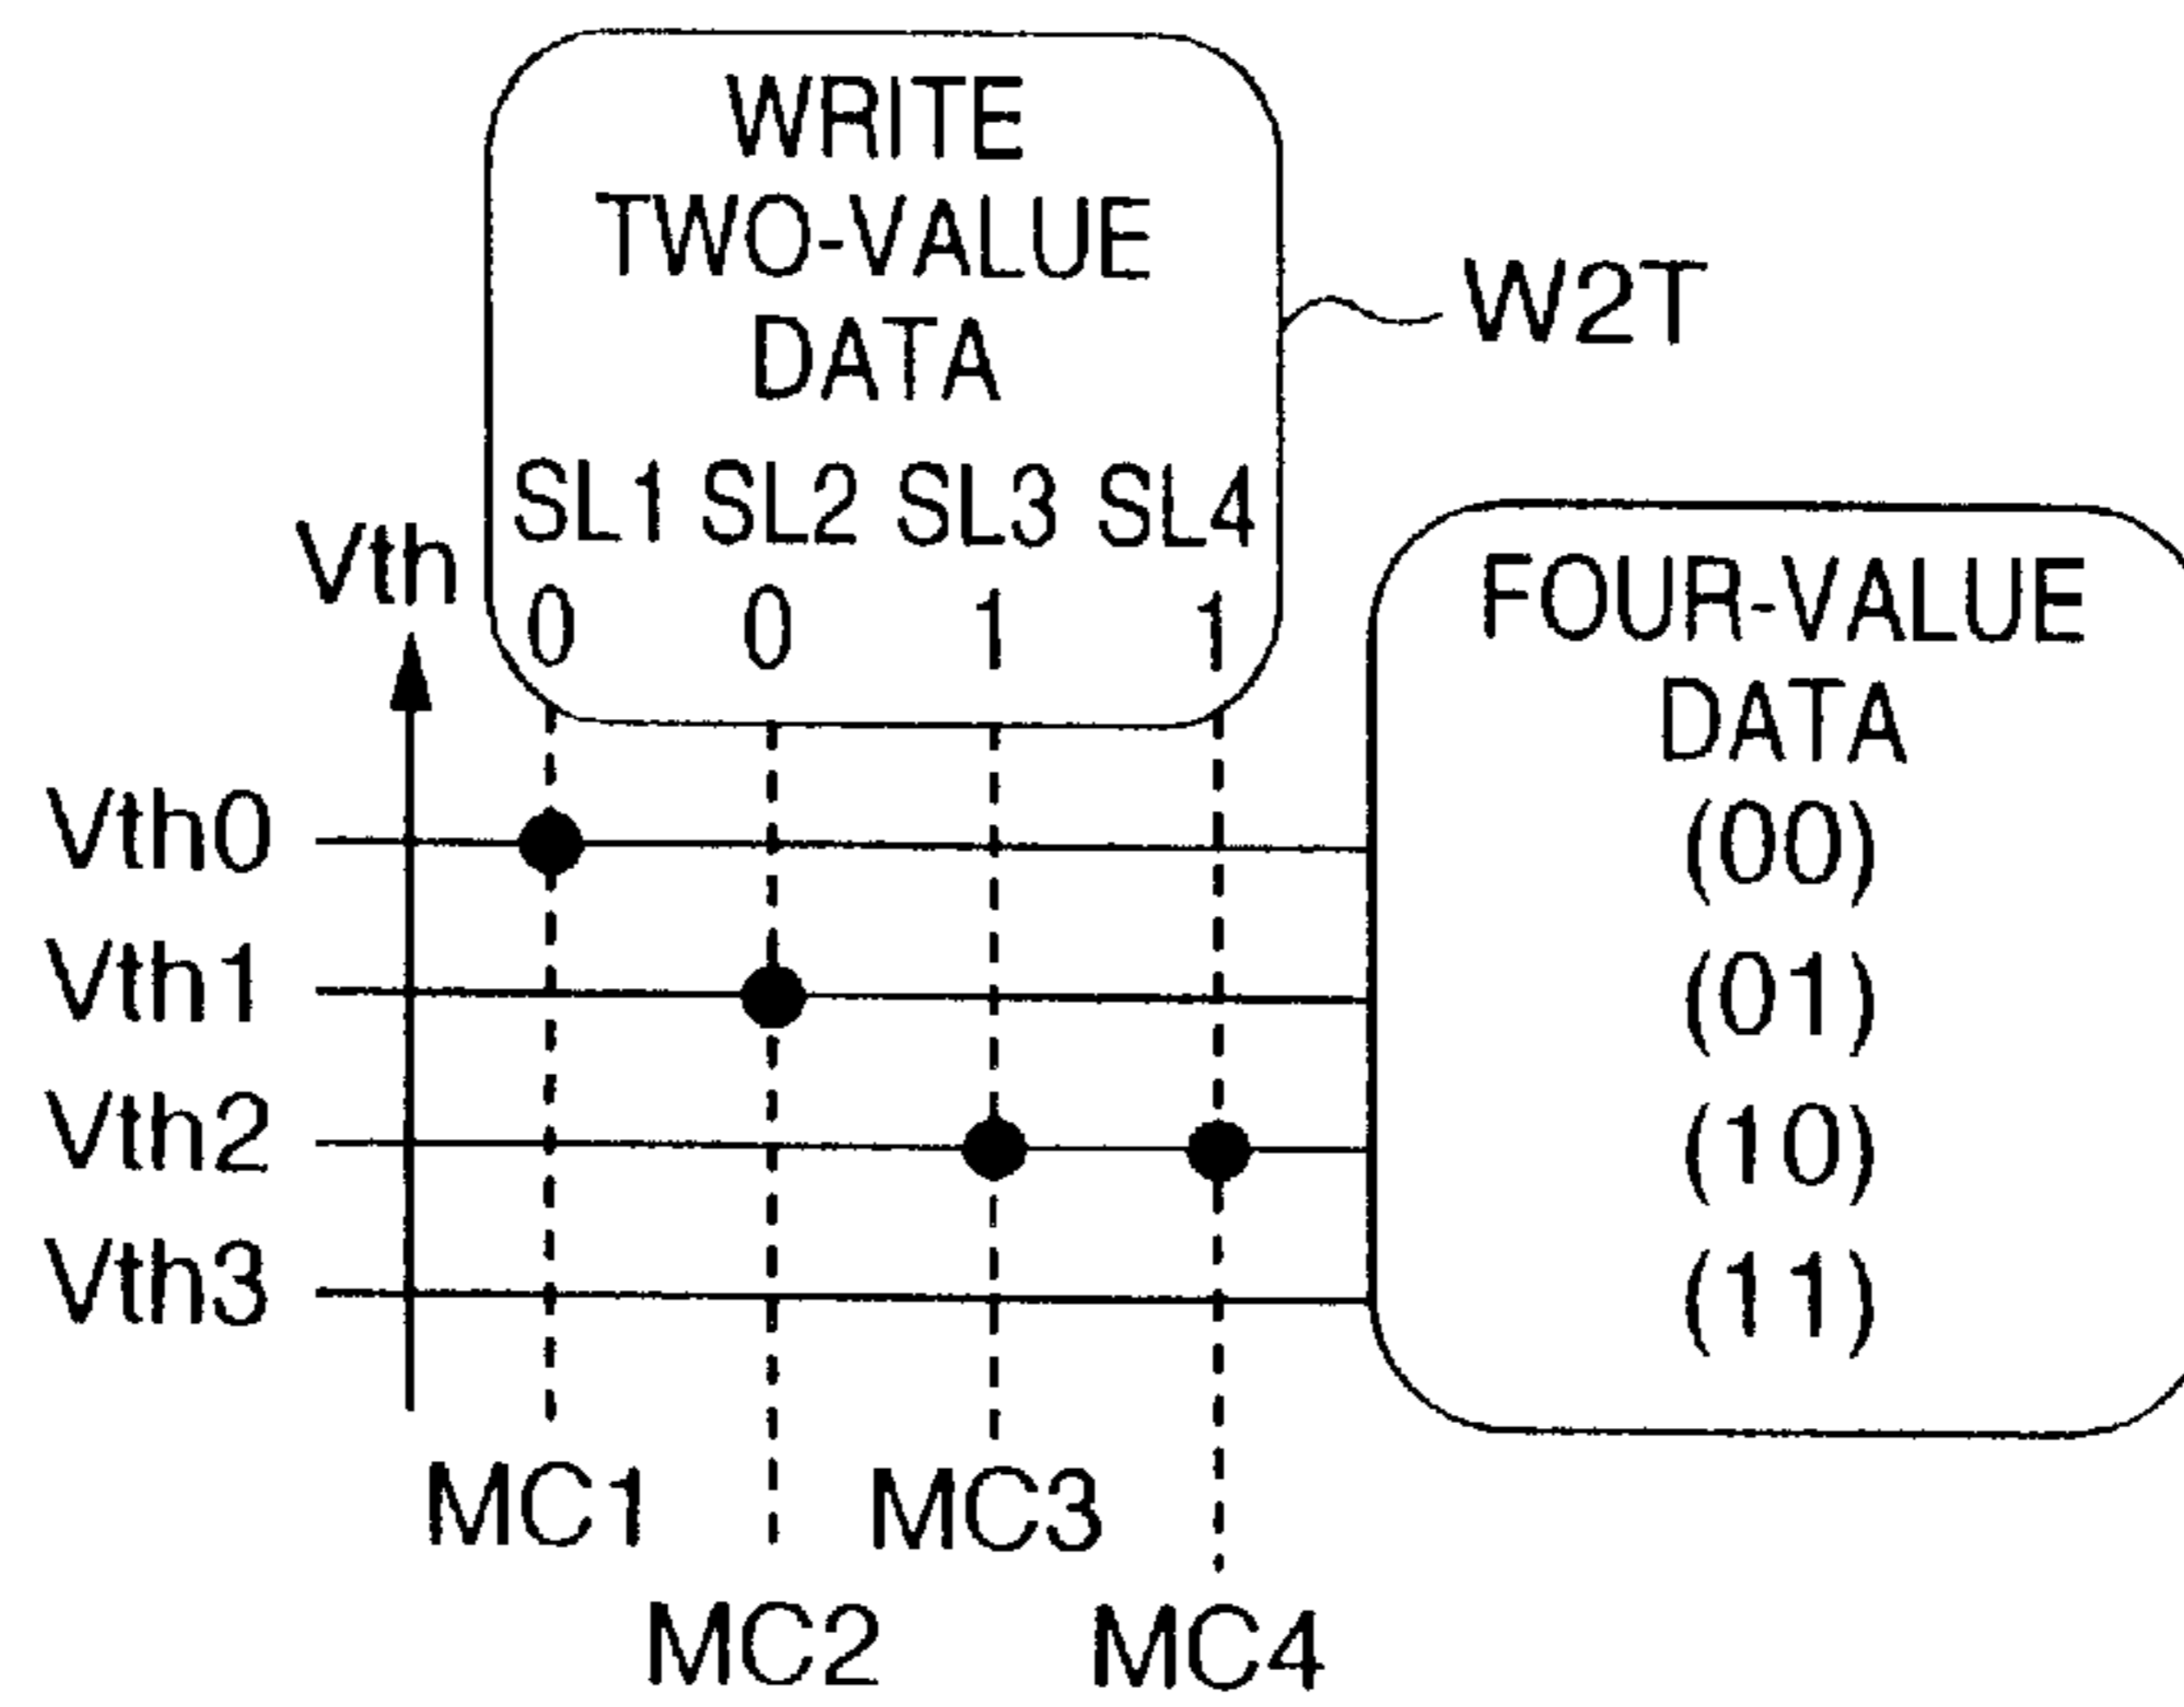 WRITE
TWO-VALUE
DATA
W2T
SL1 SL2 SL3 SL4
Vth
0 0 1 1
FOUR-VALUE
DATA
Vth0
(00)
Vth1
(01)
Vth2
(10)
Vth3
(11)
MC1
MC3
MC2
MC4